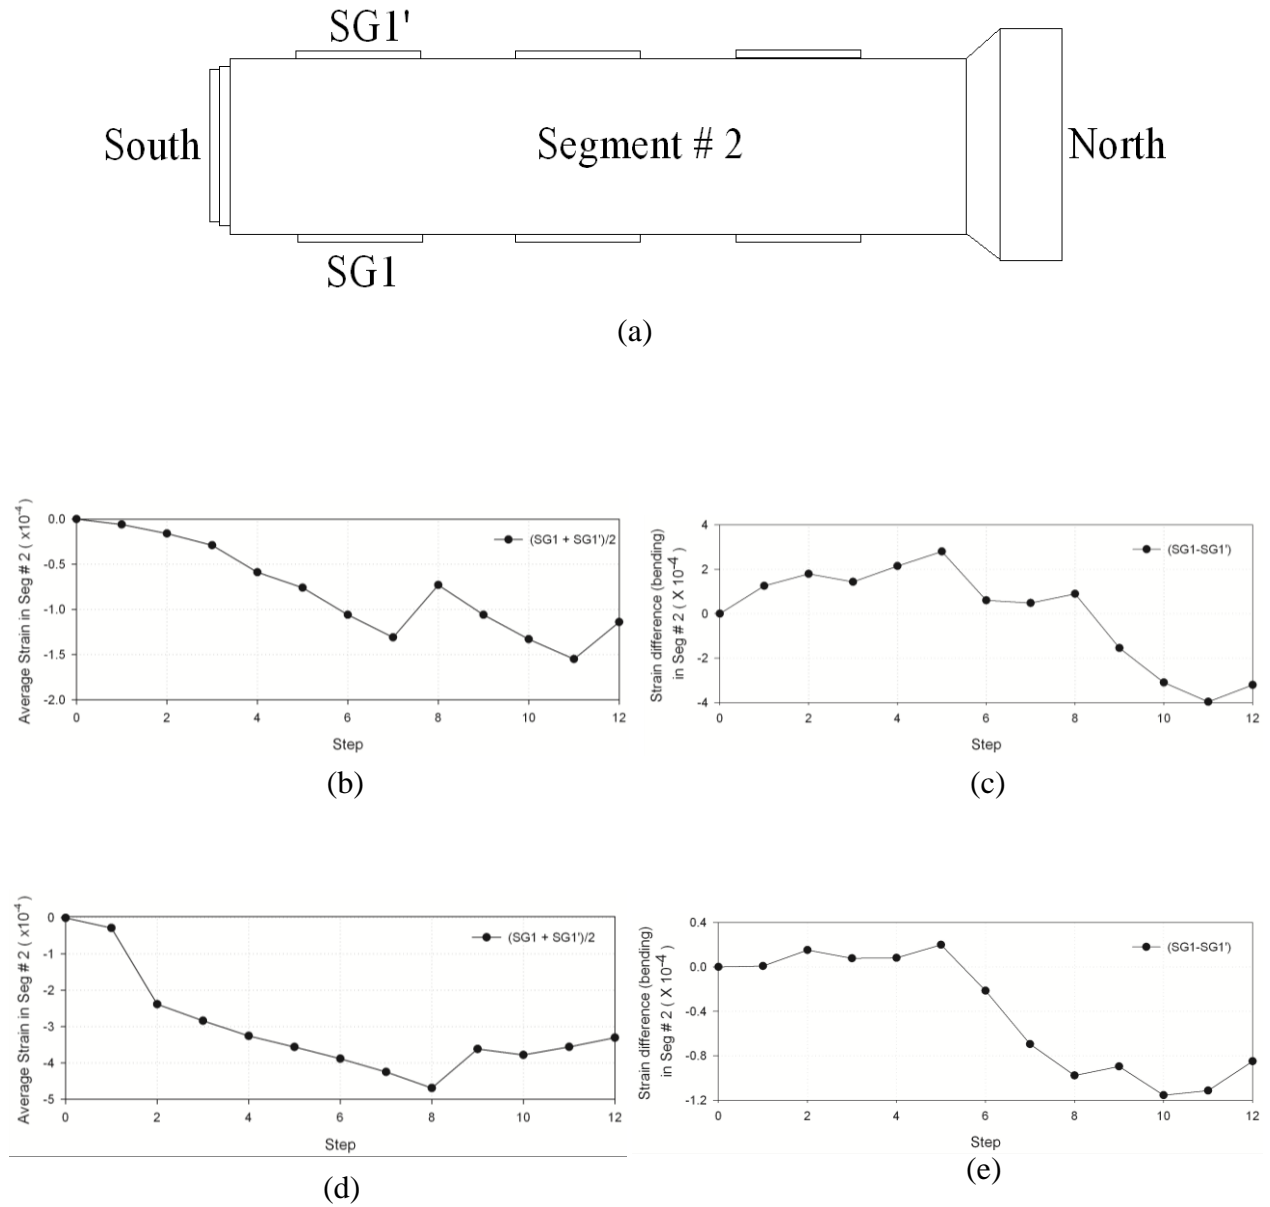 SG1'
South
Segment # 2
North
SG1
(a)
Average Strain in Seg # 2 ( x10⁻⁴)
0.0
-0.5
-1.0
-1.5
-2.0
(SG1 + SG1')/2
0 2 4 6 8 10 12
Step
(b)
Strain difference (bending)
in Seg # 2 ( X 10⁻⁴ )
4
2
0
-2
-4
(SG1-SG1')
0 2 4 6 8 10 12
Step
(c)
Average Strain in Seg # 2 ( x10⁻⁴)
0
-1
-2
-3
-4
-5
(SG1 + SG1')/2
0 2 4 6 8 10 12
Step
(d)
Strain difference (bending)
in Seg # 2 ( X 10⁻⁴ )
0.4
0.0
-0.4
-0.8
-1.2
(SG1-SG1')
0 2 4 6 8 10 12
Step
(e)